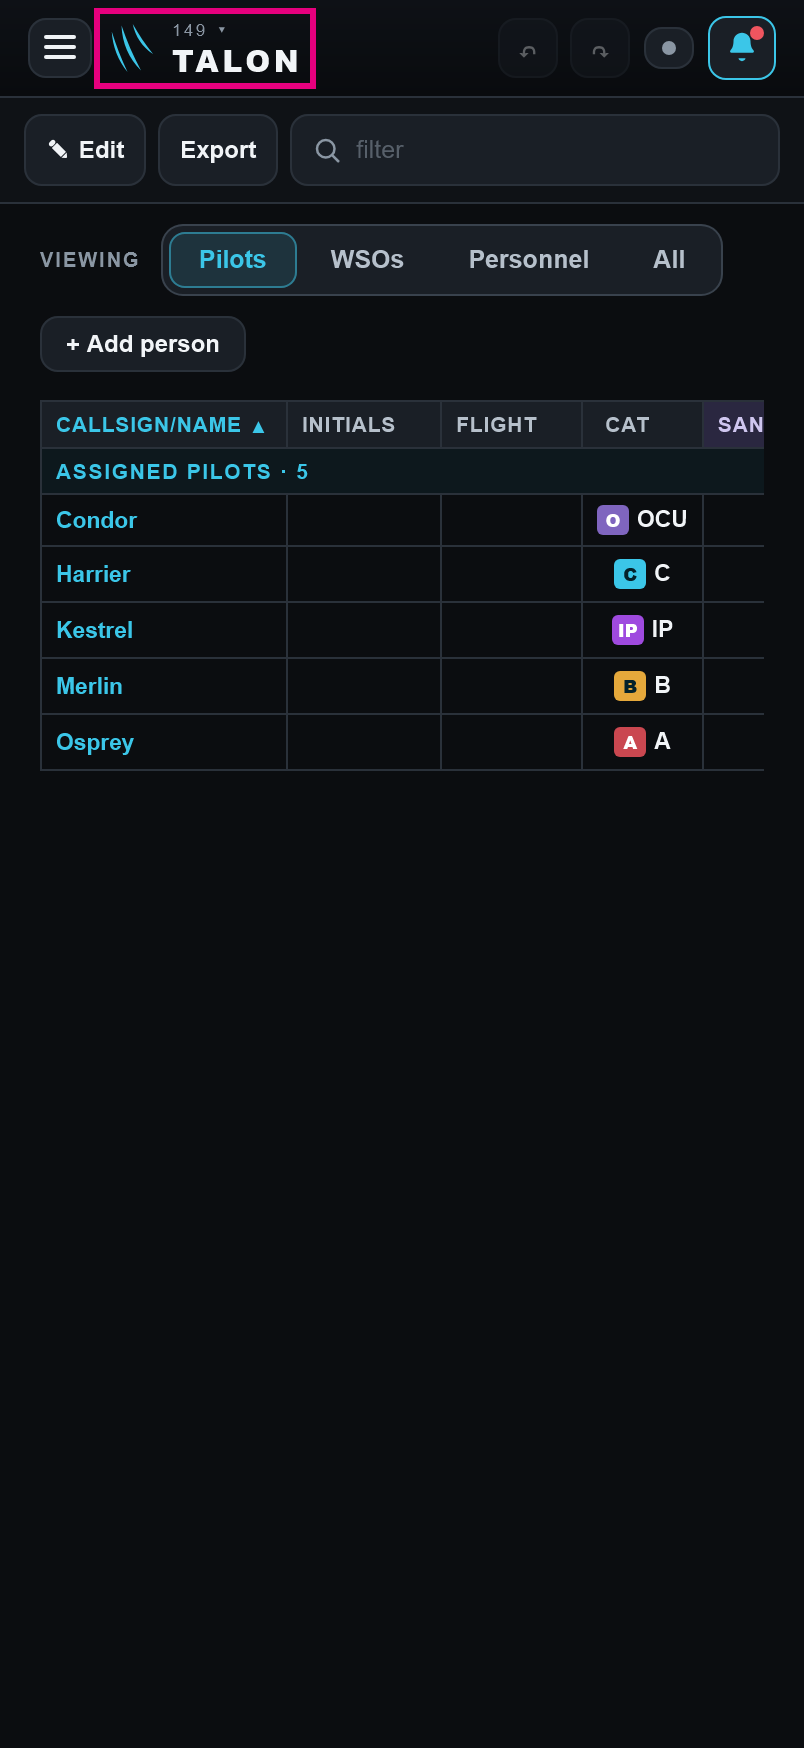 149 ▾
TALON
Edit
Export
filter
VIEWING
Pilots
WSOs
Personnel
All
+ Add person
CALLSIGN/NAME ▲ INITIALS FLIGHT CAT SAN
ASSIGNED PILOTS · 5
Condor O OCU
Harrier C C
Kestrel IP IP
Merlin B B
Osprey A A